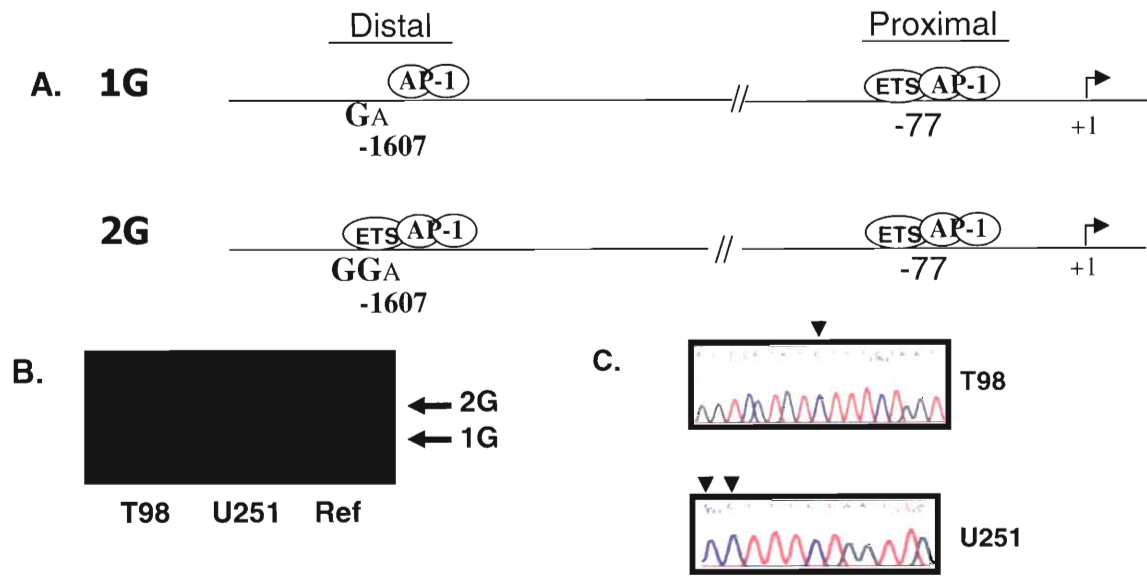 Distal Proximal
A. 1G AP-1 ETS AP-1
GA -77 +1
-1607
2G ETS AP-1 ETS AP-1
GGA -77 +1
-1607
B. 2G
1G
T98 U251 Ref
C. T98
U251